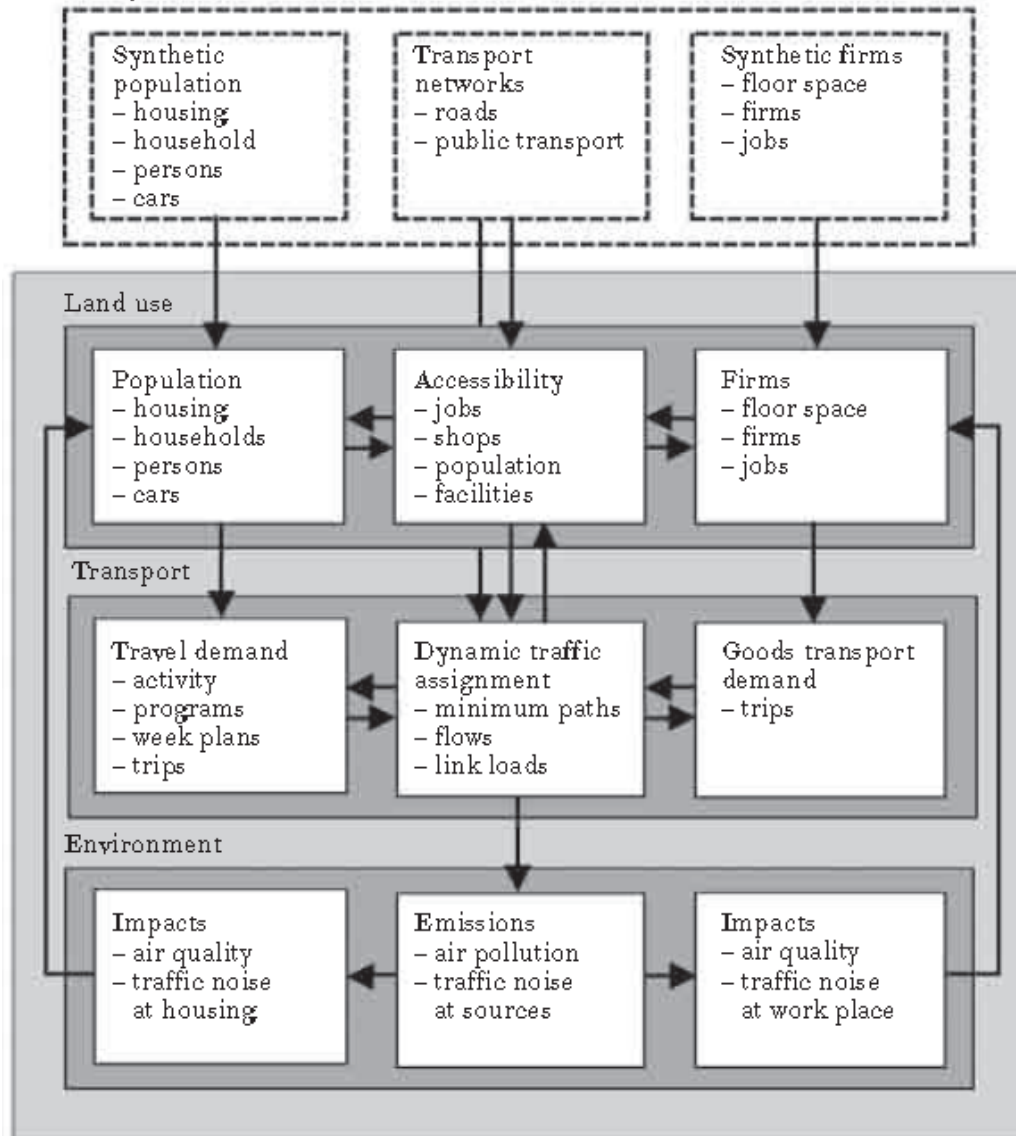 Synthetic
population
– housing
– household
– persons
– cars
Transport
networks
– roads
– public transport
Synthetic firms
– floor space
– firms
– jobs
Land use
Population
– housing
– households
– persons
– cars
Accessibility
– jobs
– shops
– population
– facilities
Firms
– floor space
– firms
– jobs
Transport
Travel demand
– activity
– programs
– week plans
– trips
Dynamic traffic
assignment
– minimum paths
– flows
– link loads
Goods transport
demand
– trips
Environment
Impacts
– air quality
– traffic noise
at housing
Emissions
– air pollution
– traffic noise
at sources
Impacts
– air quality
– traffic noise
at work place